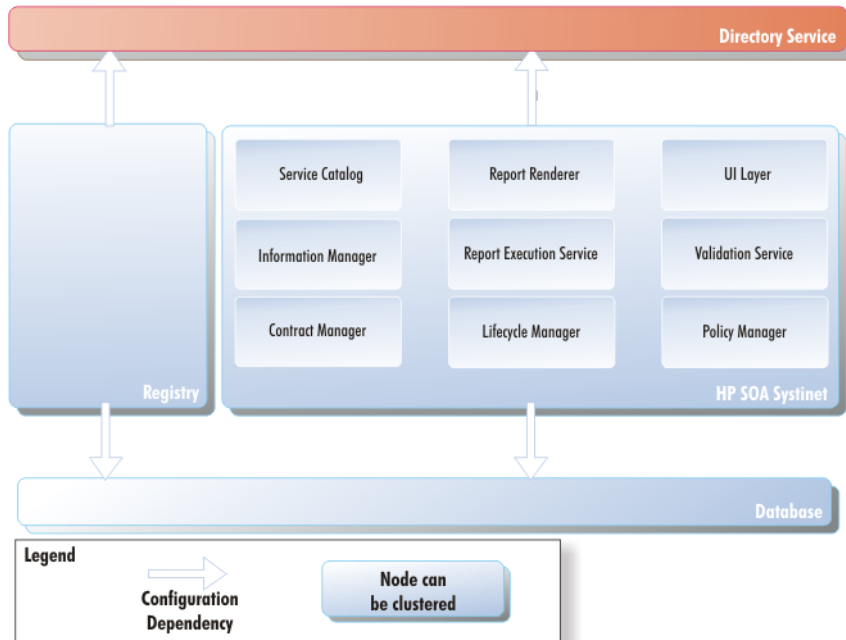 Directory Service
Service Catalog
Report Renderer
UI Layer
Information Manager
Report Execution Service
Validation Service
Contract Manager
Lifecycle Manager
Policy Manager
Registry
HP SOA Systinet
Database
Legend
Configuration
Dependency
Node can
be clustered